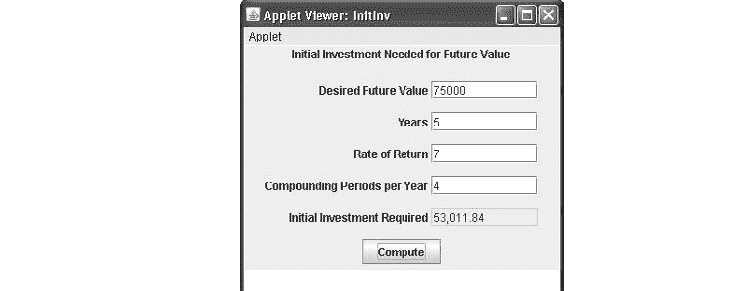 Applet Viewer: InitInv
Applet
Initial Investment Needed for Future Value
Desired Future Value 75000
Years 5
Rate of Return 7
Compounding Periods per Year 4
Initial Investment Required 53,011.84
Compute